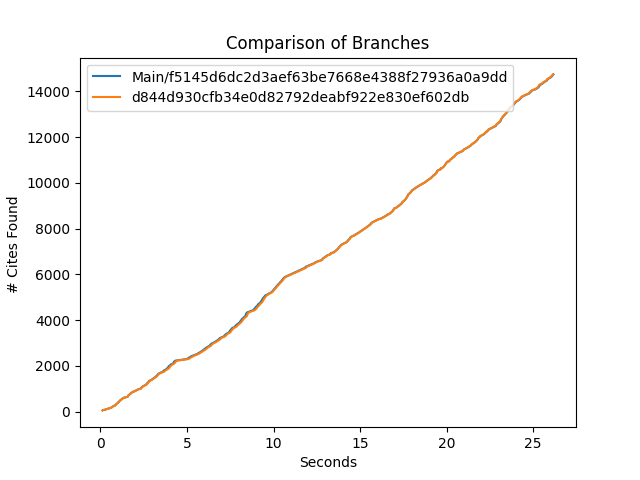 Comparison of Branches
Main/f5145d6dc2d3aef63be7668e4388f27936a0a9dd
d844d930cfb34e0d82792deabf922e830ef602db
14000
12000
10000
8000
6000
4000
2000
0
# Cites Found
0 5 10 15 20 25
Seconds